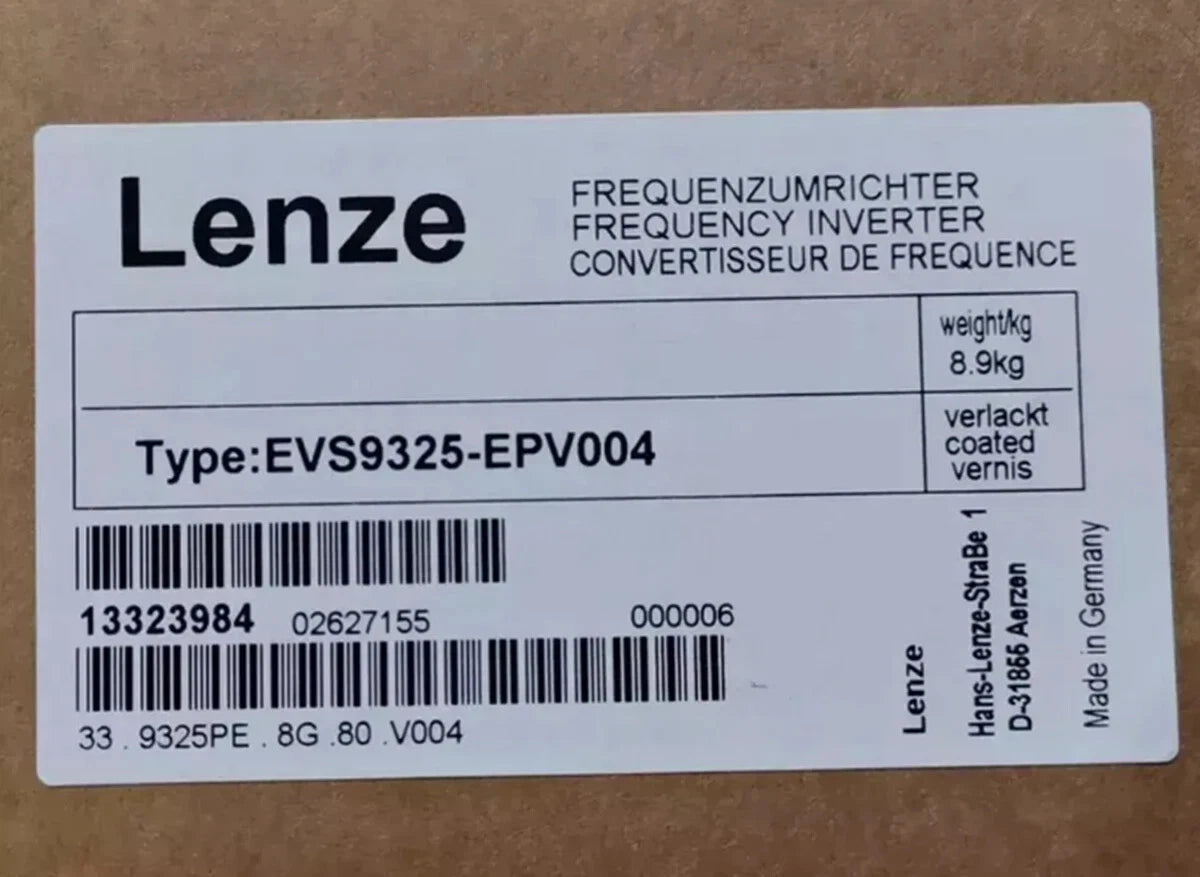 Lenze
FREQUENZUMRICHTER
FREQUENCY INVERTER
CONVERTISSEUR DE FREQUENCE
weight/kg
8.9kg
Type:EVS9325-EPV004
verlackt
coated
vernis
13323984 02627155 000006
33 . 9325PE . 8G .80 .V004
Lenze
Hans-Lenze-StraBe 1
D-31855 Aerzen
Made in Germany